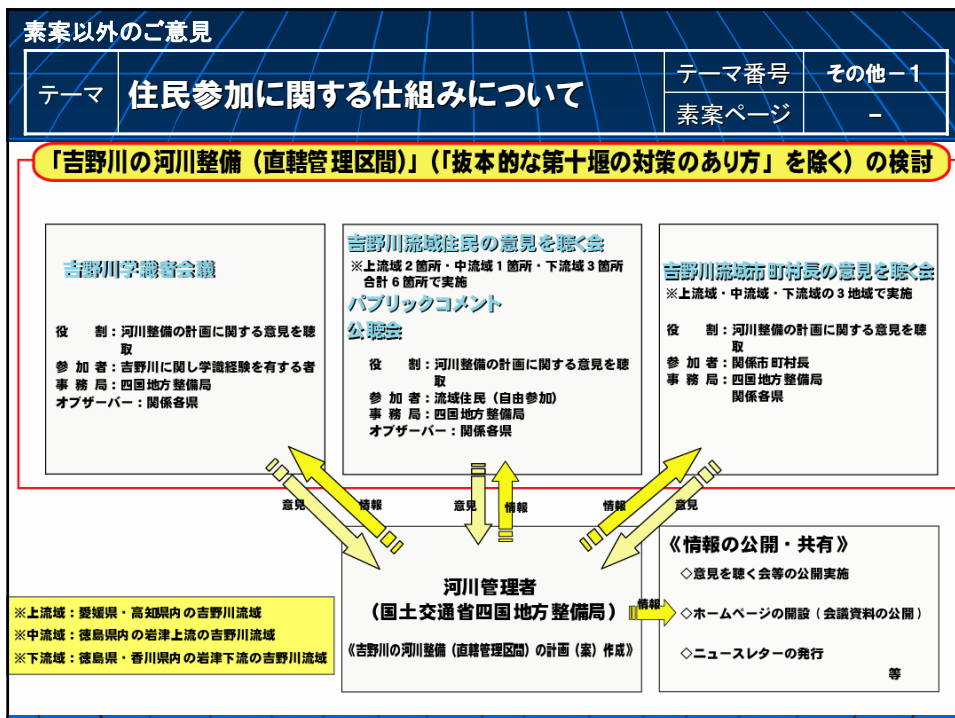 素案以外のご意見
テーマ
住民参加に関する仕組みについて
テーマ番号
その他－1
素案ページ
－
「吉野川の河川整備（直轄管理区間）」（「抜本的な第十堰の対策のあり方」を除く）の検討
吉野川学識者会議
役　割：河川整備の計画に関する意見を聴
取
参加者：吉野川に関し学識経験を有する者
事務局：四国地方整備局
オブザーバー：関係各県
吉野川流域住民の意見を聴く会
※上流域２箇所・中流域１箇所・下流域３箇所
合計６箇所で実施
パブリックコメント
公聴会
役　割：河川整備の計画に関する意見を聴
取
参加者：流域住民（自由参加）
事務局：四国地方整備局
オブザーバー：関係各県
吉野川流域市町村長の意見を聴く会
※上流域・中流域・下流域の３地域で実施
役　割：河川整備の計画に関する意見を聴
取
参加者：関係市町村長
事務局：四国地方整備局
関係各県
意見
情報
意見
情報
情報
意見
河川管理者
（国土交通省四国地方整備局）
《吉野川の河川整備（直轄管理区間）の計画（案）作成》
情報
《情報の公開・共有》
◇意見を聴く会等の公開実施
◇ホームページの開設（会議資料の公開）
◇ニュースレターの発行
等
※上流域：愛媛県・高知県内の吉野川流域
※中流域：徳島県内の岩津上流の吉野川流域
※下流域：徳島県・香川県内の岩津下流の吉野川流域